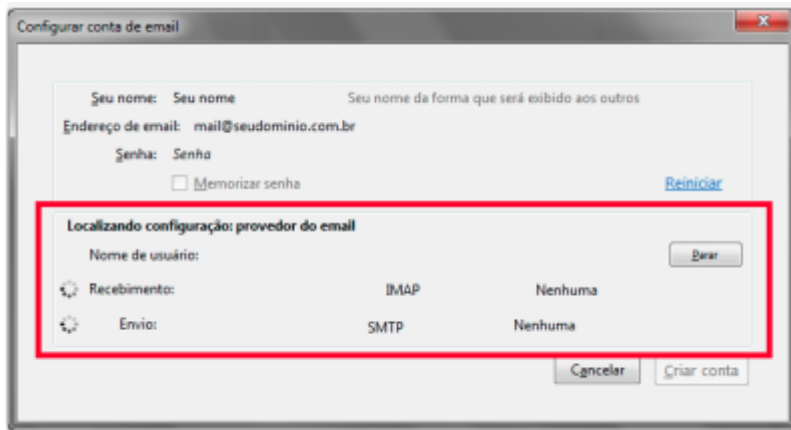 Configurar conta de email
Seu nome: Seu nome Seu nome da forma que será exibido aos outros
Endereço de email: mail@seudominio.com.br
Senha: Senha
Memorizar senha Reiniciar
Localizando configuração: provedor do email
Nome de usuário: Parar
Recebimento: IMAP Nenhuma
Envio: SMTP Nenhuma
Cancelar Criar conta